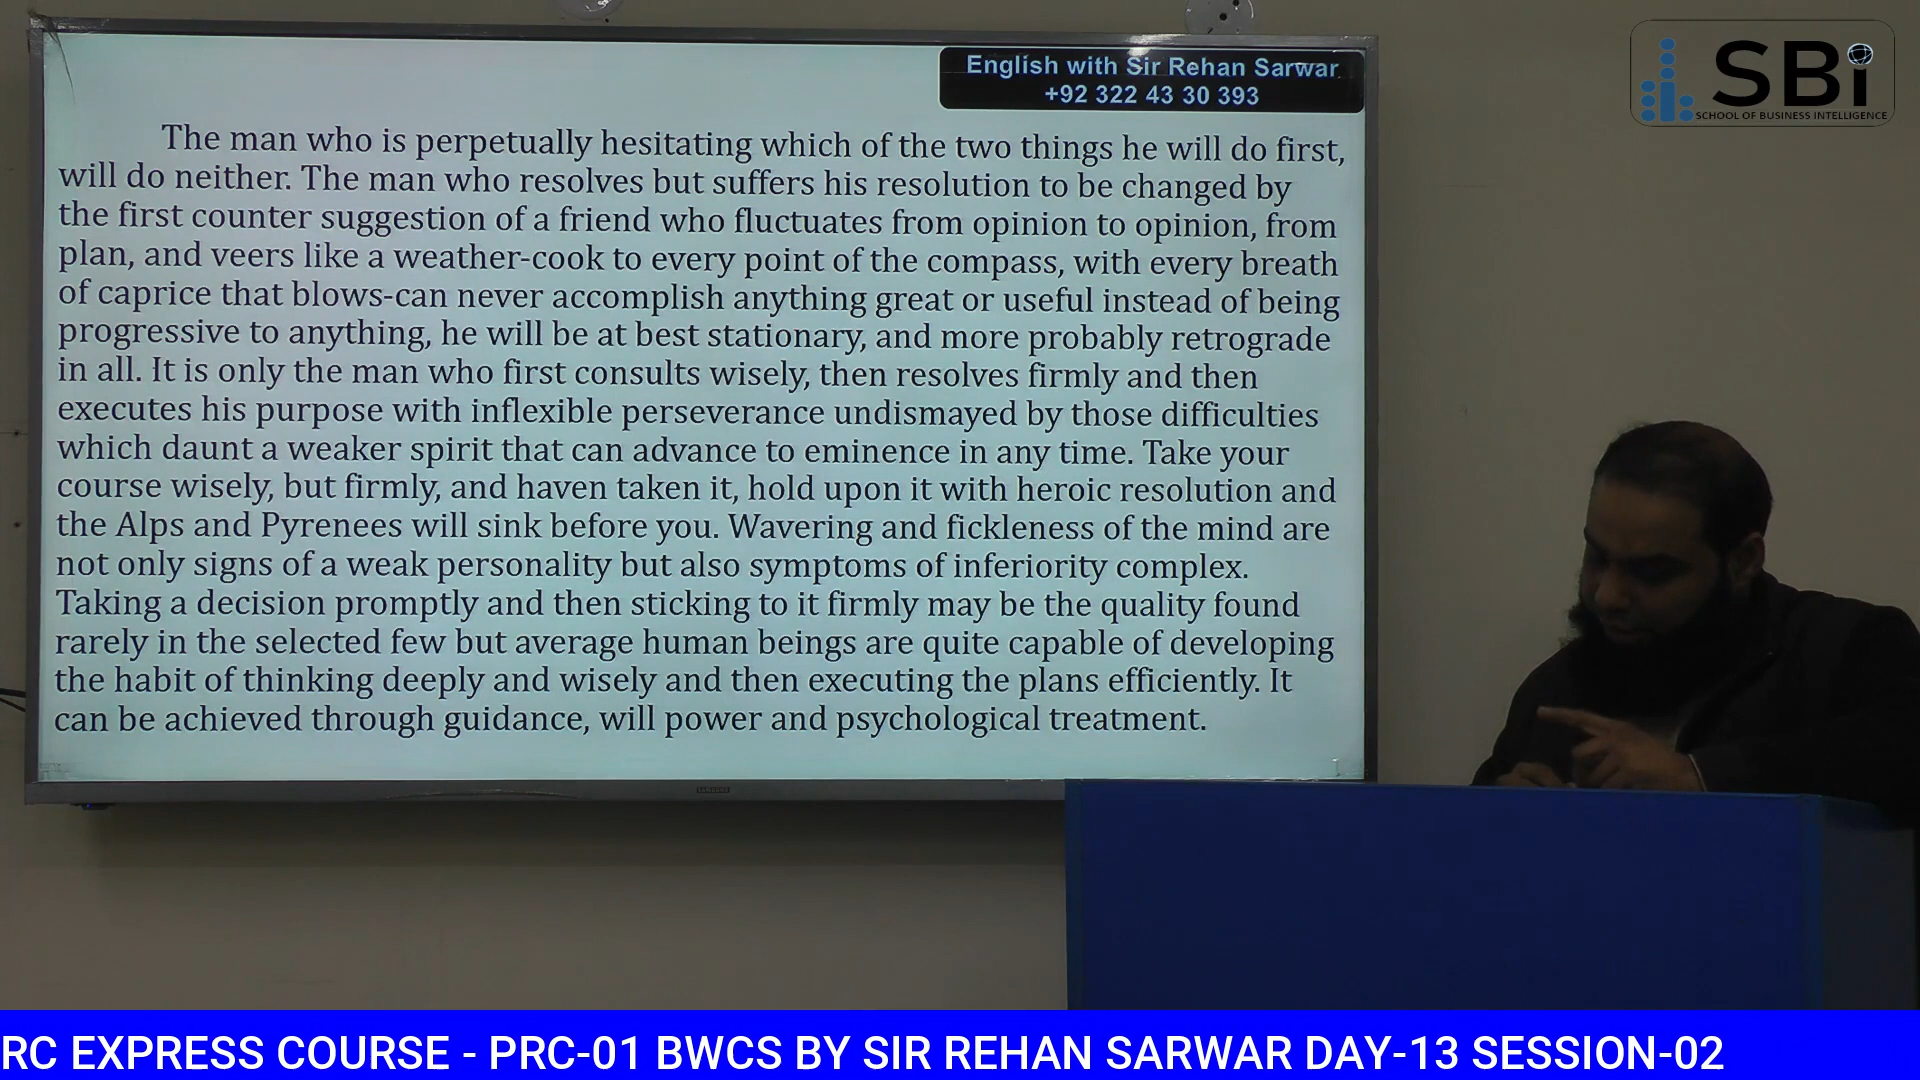 English with Sir Rehan Sarwar
+92 322 43 30 393
SBi
SCHOOL OF BUSINESS INTELLIGENCE
The man who is perpetually hesitating which of the two things he will do first,
will do neither. The man who resolves but suffers his resolution to be changed by
the first counter suggestion of a friend who fluctuates from opinion to opinion, from
plan, and veers like a weather-cook to every point of the compass, with every breath
of caprice that blows-can never accomplish anything great or useful instead of being
progressive to anything, he will be at best stationary, and more probably retrograde
in all. It is only the man who first consults wisely, then resolves firmly and then
executes his purpose with inflexible perseverance undismayed by those difficulties
which daunt a weaker spirit that can advance to eminence in any time. Take your
course wisely, but firmly, and haven taken it, hold upon it with heroic resolution and
the Alps and Pyrenees will sink before you. Wavering and fickleness of the mind are
not only signs of a weak personality but also symptoms of inferiority complex.
Taking a decision promptly and then sticking to it firmly may be the quality found
rarely in the selected few but average human beings are quite capable of developing
the habit of thinking deeply and wisely and then executing the plans efficiently. It
can be achieved through guidance, will power and psychological treatment.
SAMSUNG
RC EXPRESS COURSE - PRC-01 BWCS BY SIR REHAN SARWAR DAY-13 SESSION-02